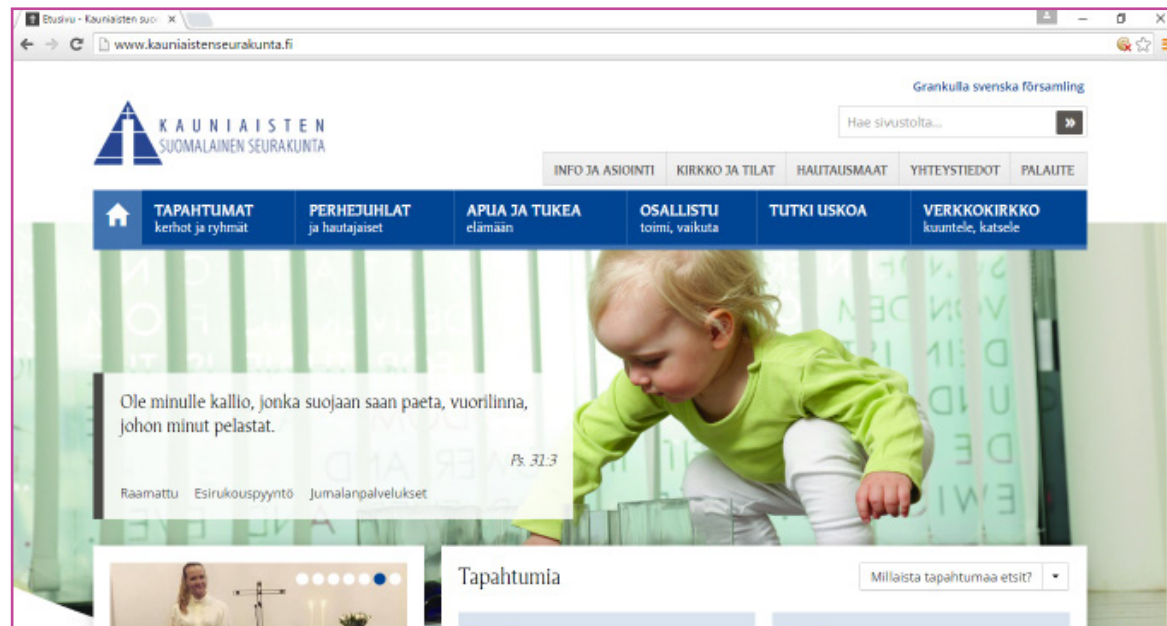 Etusivu - Kauniaisten suo
www.kauniaistenseurakunta.fi
Grankulla svenska församling
KAUNIAISTEN
SUOMALAINEN SEURAKUNTA
Hae sivustolta...
INFO JA ASIOINTI KIRKKO JA TILAT HAUTAUSMAAT YHTEYSTIEDOT PALAUTE
TAPAHTUMAT PERHEJUHLAT APUA JA TUKEA OSALLISTU TUTKI USKOA VERKKOKIRKKO
kerhot ja ryhmät ja hautajaiset elämään toimi, vaikuta kuuntele, katsele
Ole minulle kallio, jonka suojaan saan paeta, vuorilinna,
johon minut pelastat.
Ps. 31:3
Raamattu Esirukouspyyntö Jumalanpalvelukset
Tapahtumia
Millaista tapahtumaa etsit?